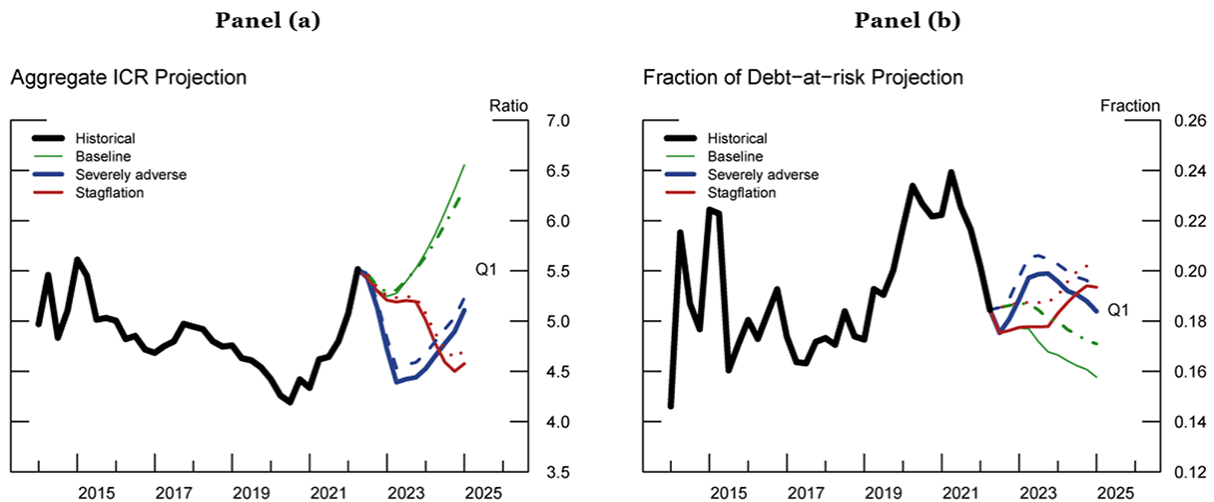 Panel (a)
Aggregate ICR Projection
Ratio
Historical
Baseline
Severely adverse
Stagflation
7.0
6.5
6.0
5.5
5.0
4.5
4.0
3.5
Q1
2015 2017 2019 2021 2023 2025
Panel (b)
Fraction of Debt−at−risk Projection
Fraction
Historical
Baseline
Severely adverse
Stagflation
0.26
0.24
0.22
0.20
0.18
0.16
0.14
0.12
Q1
2015 2017 2019 2021 2023 2025